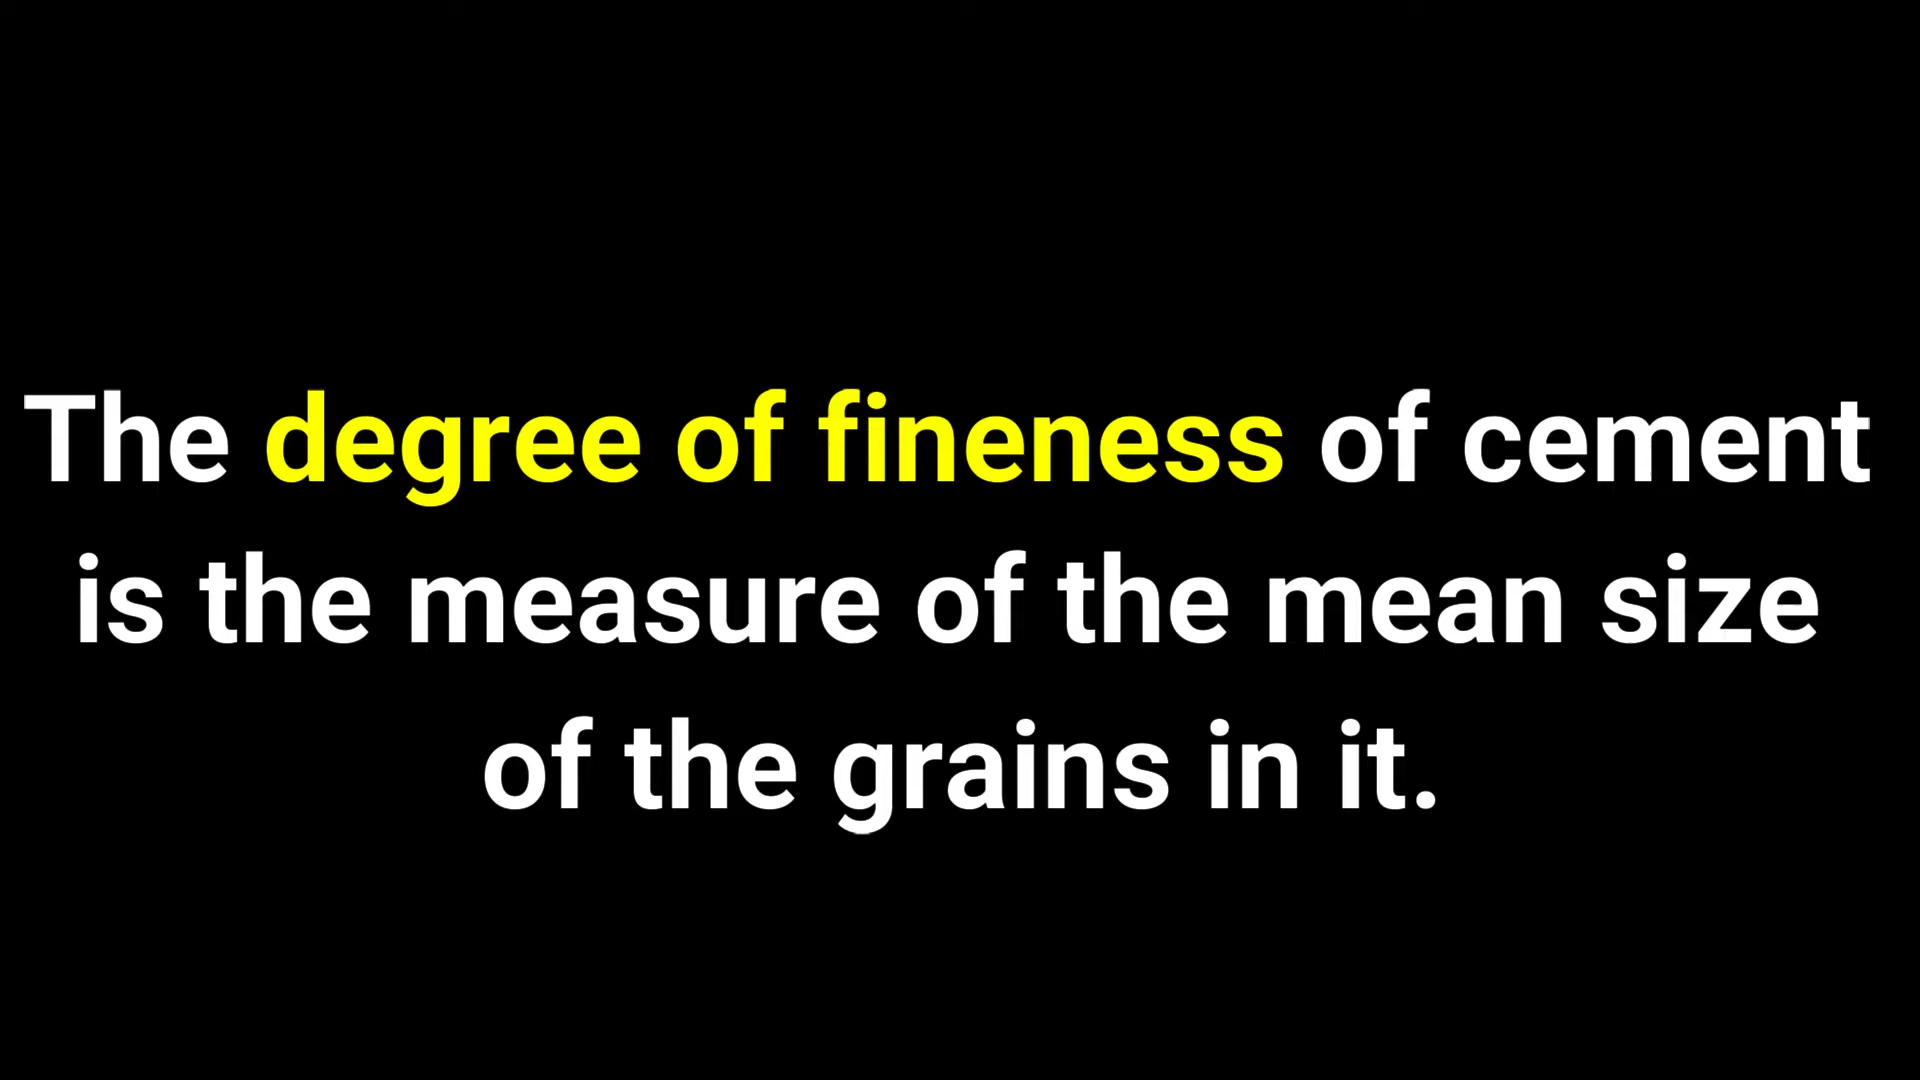 The degree of fineness of cement
is the measure of the mean size
of the grains in it.